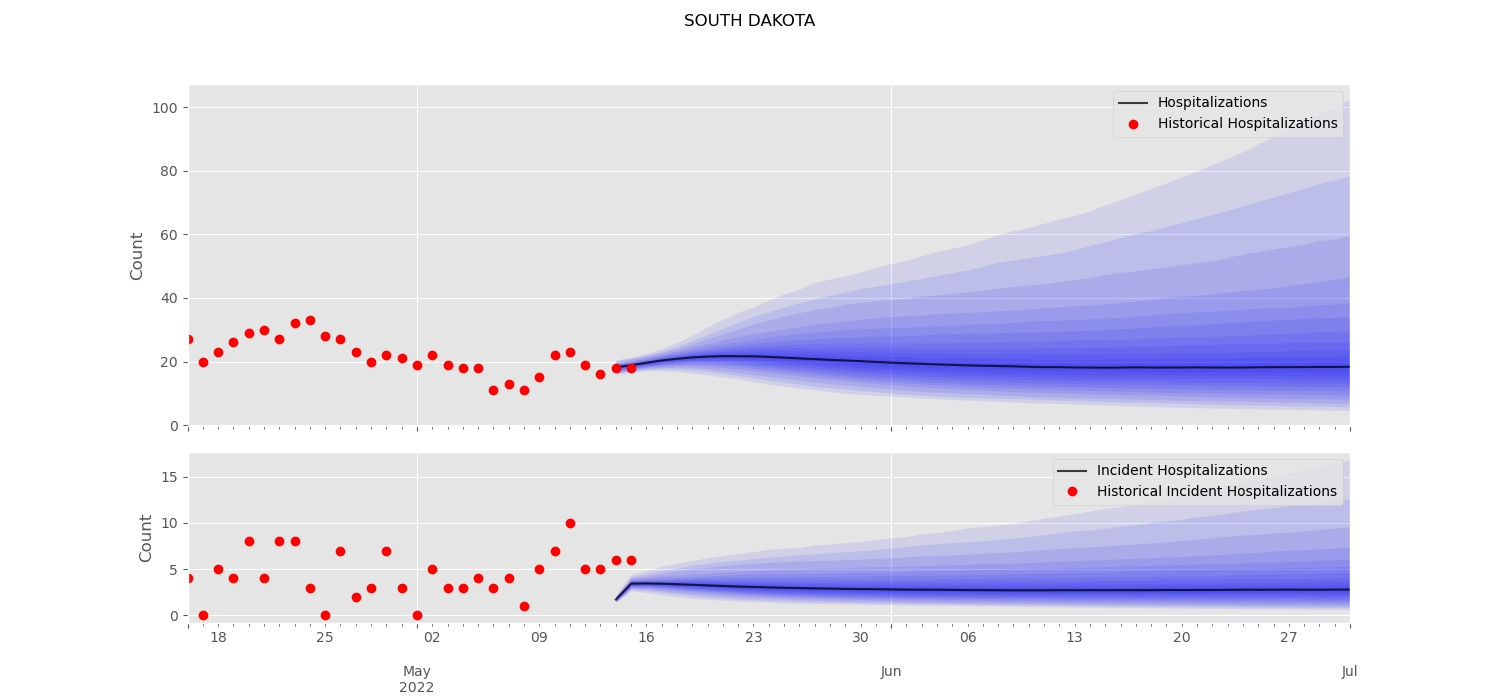 SOUTH DAKOTA
Hospitalizations
Historical Hospitalizations
Count
100
80
60
40
20
0
Incident Hospitalizations
Historical Incident Hospitalizations
Count
15
10
5
0
18 25 02 09 16 23 30 06 13 20 27
May Jun Jul
2022